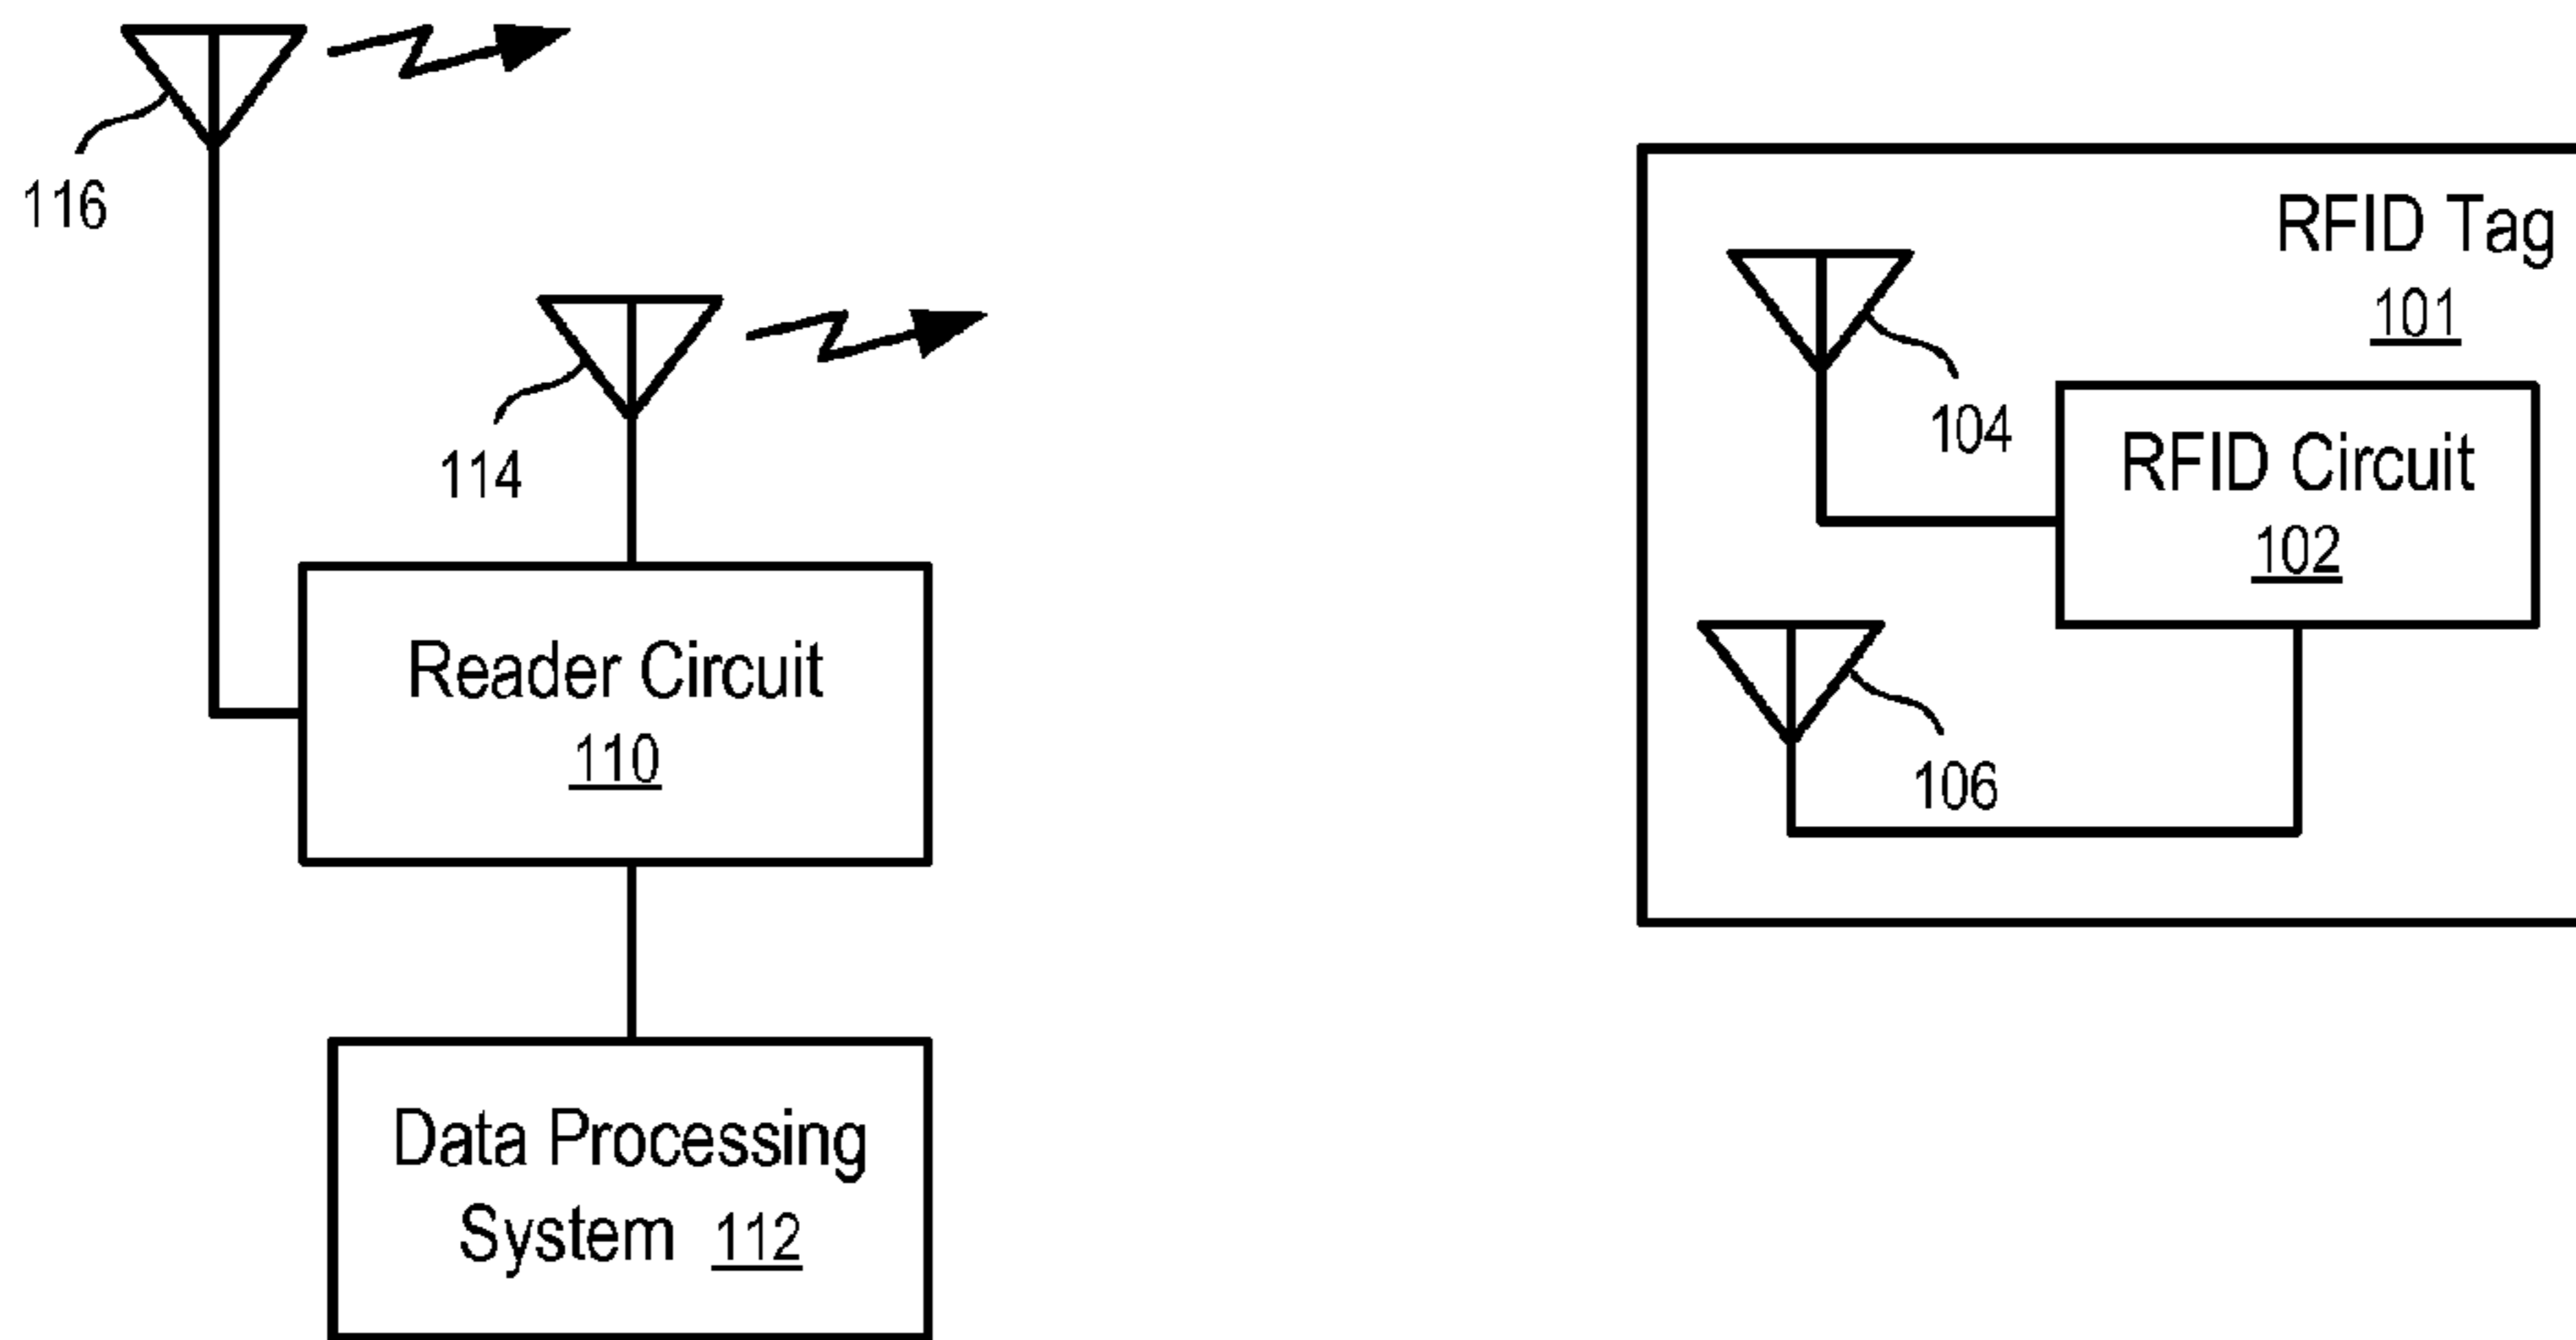 116
114
Reader Circuit
110
Data Processing
System 112
RFID Tag
101
104
RFID Circuit
102
106